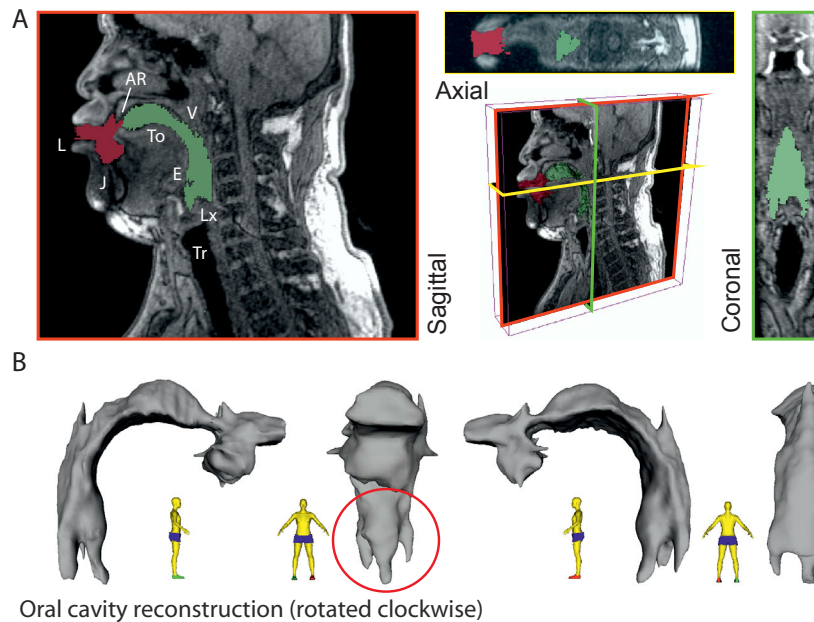 A
AR
V
L
To
J
E
Lx
Tr
Sagittal
Axial
Coronal
B
Oral cavity reconstruction (rotated clockwise)